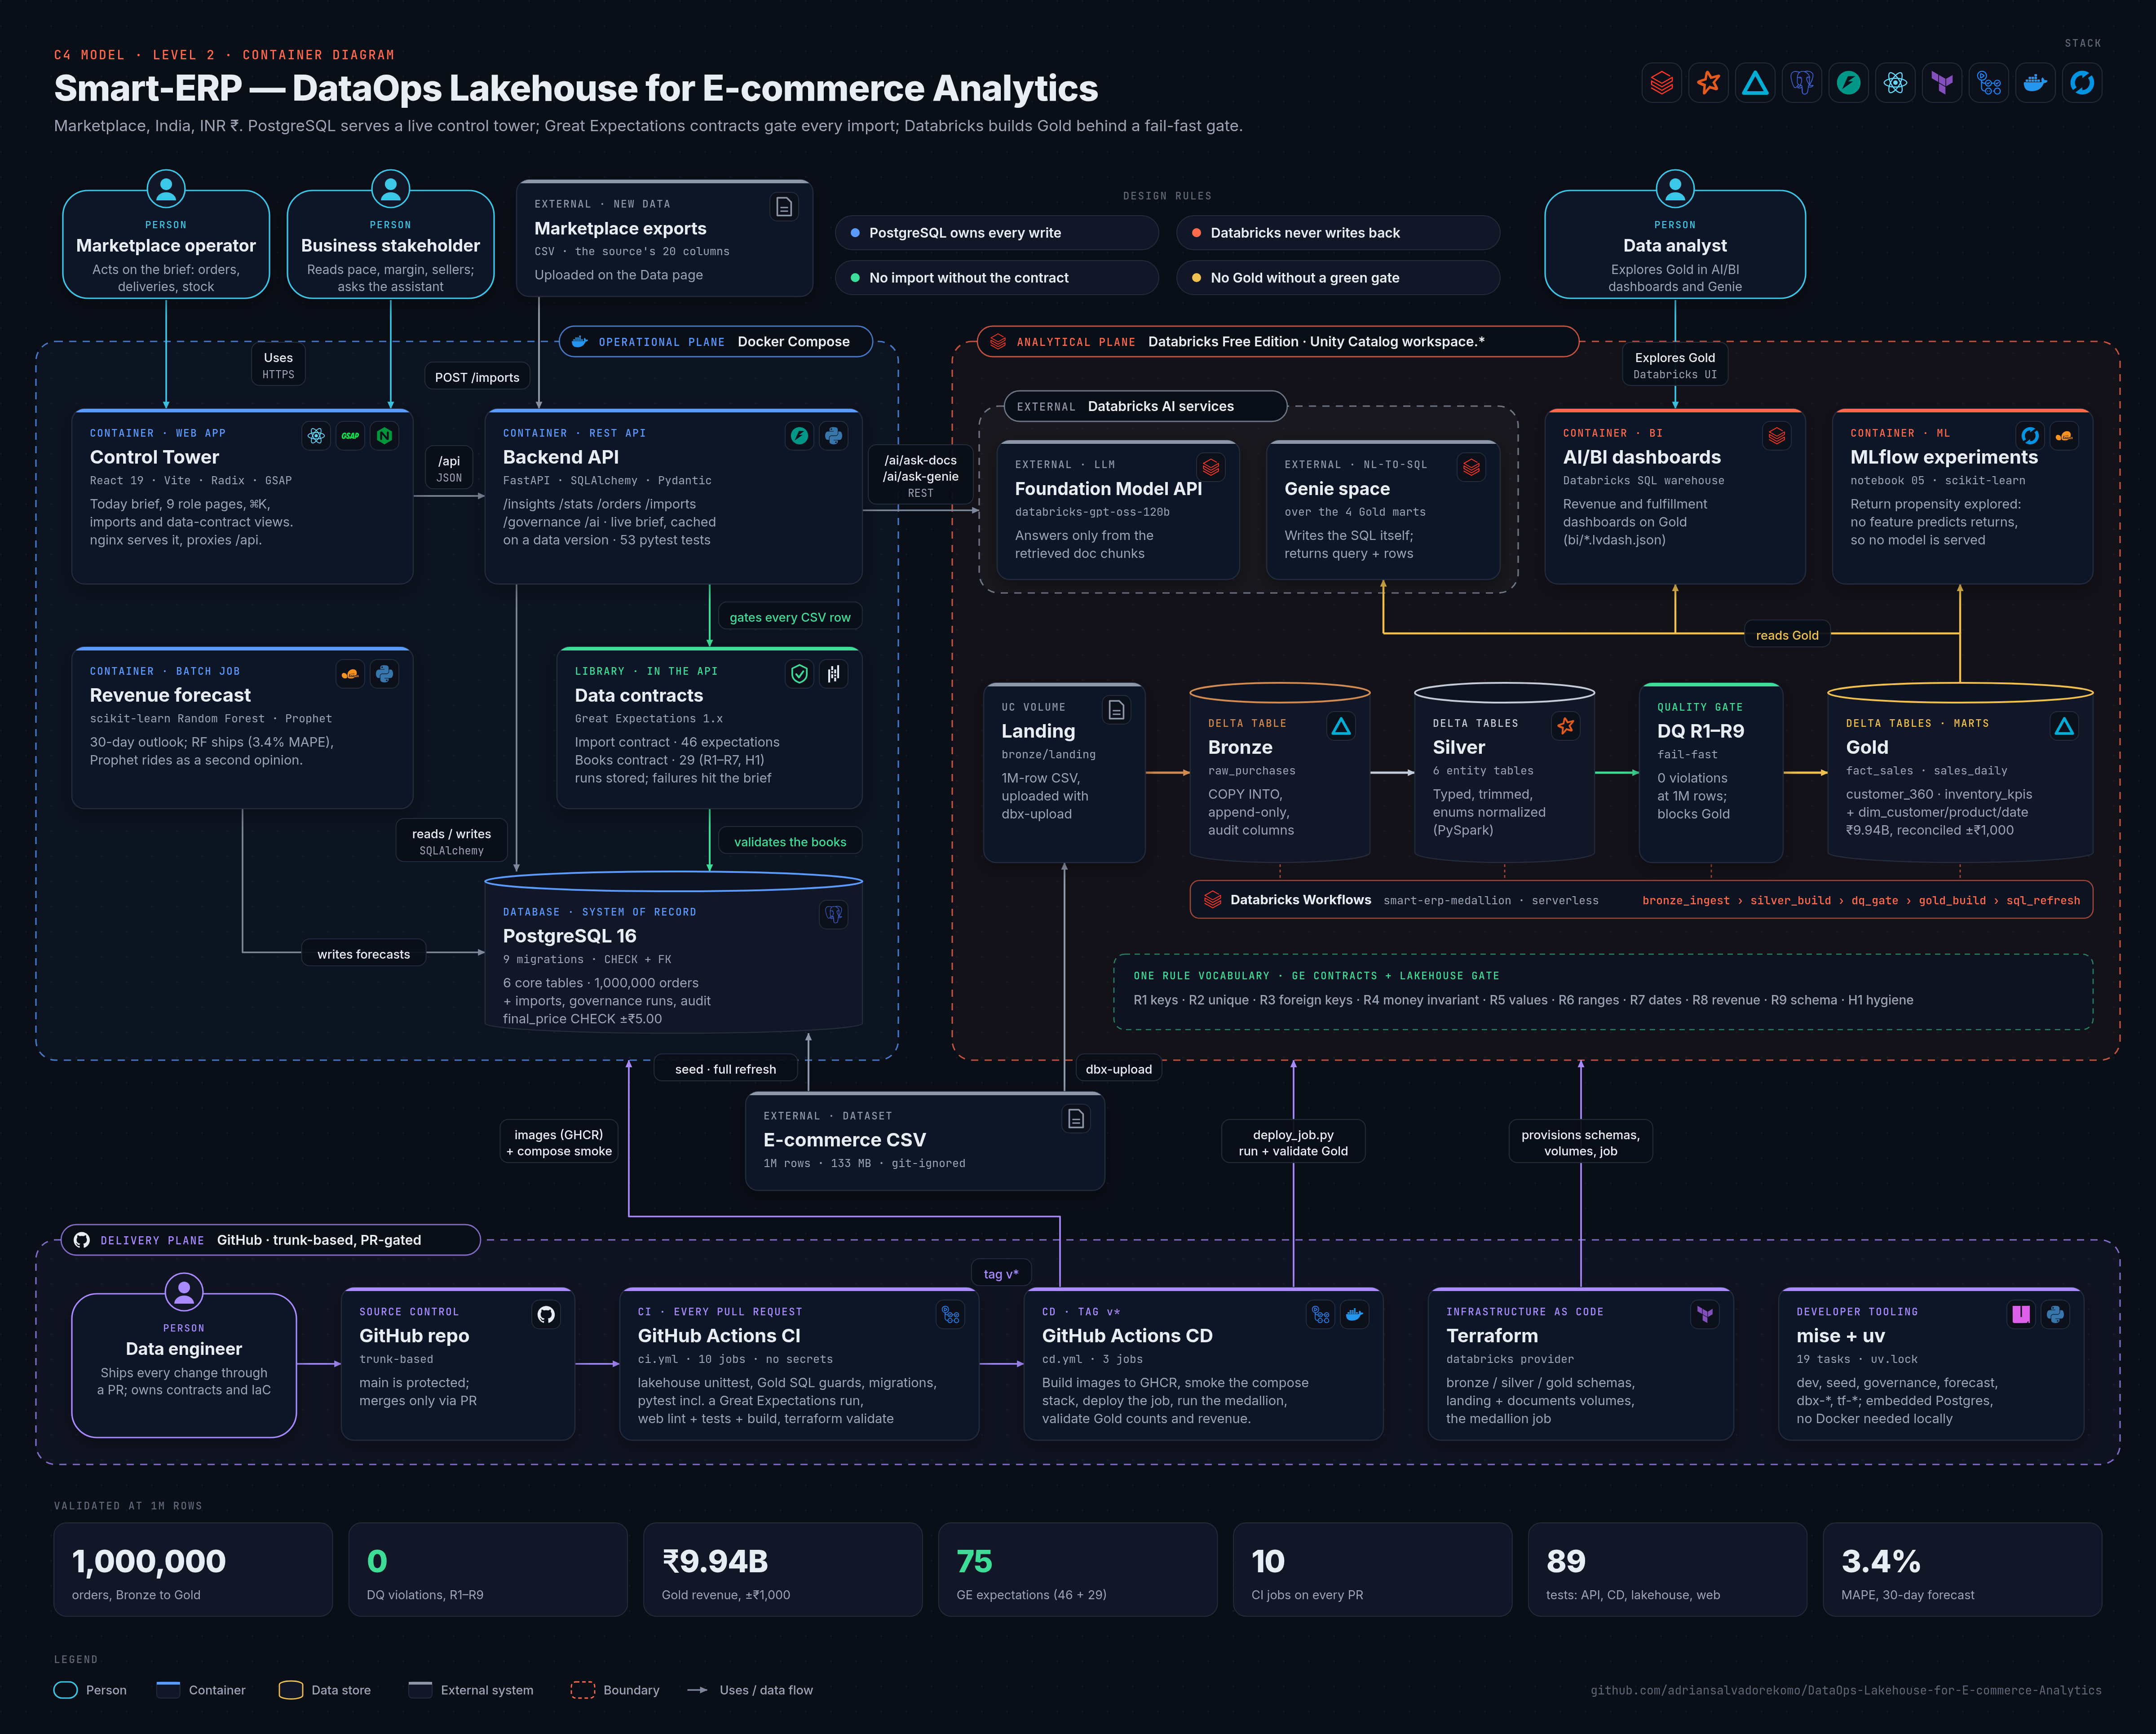 C4 MODEL · LEVEL 2 · CONTAINER DIAGRAM
Smart-ERP — DataOps Lakehouse for E-commerce Analytics
Marketplace, India, INR ₹. PostgreSQL serves a live control tower; Great Expectations contracts gate every import; Databricks builds Gold behind a fail-fast gate.
STACK
PERSON
Marketplace operator
Acts on the brief: orders,
deliveries, stock
PERSON
Business stakeholder
Reads pace, margin, sellers;
asks the assistant
EXTERNAL · NEW DATA
Marketplace exports
CSV · the source's 20 columns
Uploaded on the Data page
DESIGN RULES
PostgreSQL owns every write
Databricks never writes back
No import without the contract
No Gold without a green gate
PERSON
Data analyst
Explores Gold in AI/BI
dashboards and Genie
OPERATIONAL PLANE Docker Compose
ANALYTICAL PLANE Databricks Free Edition · Unity Catalog workspace.*
Uses
HTTPS
POST /imports
Explores Gold
Databricks UI
CONTAINER · WEB APP
GSAP
Control Tower
React 19 · Vite · Radix · GSAP
Today brief, 9 role pages, ⌘K,
imports and data-contract views.
nginx serves it, proxies /api.
/api
JSON
CONTAINER · REST API
Backend API
FastAPI · SQLAlchemy · Pydantic
/insights /stats /orders /imports
/governance /ai · live brief, cached
on a data version · 53 pytest tests
/ai/ask-docs
/ai/ask-genie
REST
EXTERNAL Databricks AI services
EXTERNAL · LLM
Foundation Model API
databricks-gpt-oss-120b
Answers only from the
retrieved doc chunks
EXTERNAL · NL-TO-SQL
Genie space
over the 4 Gold marts
Writes the SQL itself;
returns query + rows
CONTAINER · BI
AI/BI dashboards
Databricks SQL warehouse
Revenue and fulfillment
dashboards on Gold
(bi/*.lvdash.json)
CONTAINER · ML
MLflow experiments
notebook 05 · scikit-learn
Return propensity explored:
no feature predicts returns,
so no model is served
gates every CSV row
reads Gold
CONTAINER · BATCH JOB
Revenue forecast
scikit-learn Random Forest · Prophet
30-day outlook; RF ships (3.4% MAPE),
Prophet rides as a second opinion.
LIBRARY · IN THE API
Data contracts
Great Expectations 1.x
Import contract · 46 expectations
Books contract · 29 (R1–R7, H1)
runs stored; failures hit the brief
UC VOLUME
Landing
bronze/landing
1M-row CSV,
uploaded with
dbx-upload
DELTA TABLE
Bronze
raw_purchases
COPY INTO,
append-only,
audit columns
DELTA TABLES
Silver
6 entity tables
Typed, trimmed,
enums normalized
(PySpark)
QUALITY GATE
DQ R1–R9
fail-fast
0 violations
at 1M rows;
blocks Gold
DELTA TABLES · MARTS
Gold
fact_sales · sales_daily
customer_360 · inventory_kpis
+ dim_customer/product/date
₹9.94B, reconciled ±₹1,000
reads / writes
SQLAlchemy
validates the books
Databricks Workflows smart-erp-medallion · serverless bronze_ingest › silver_build › dq_gate › gold_build › sql_refresh
writes forecasts
DATABASE · SYSTEM OF RECORD
PostgreSQL 16
9 migrations · CHECK + FK
6 core tables · 1,000,000 orders
+ imports, governance runs, audit
final_price CHECK ±₹5.00
ONE RULE VOCABULARY · GE CONTRACTS + LAKEHOUSE GATE
R1 keys · R2 unique · R3 foreign keys · R4 money invariant · R5 values · R6 ranges · R7 dates · R8 revenue · R9 schema · H1 hygiene
seed · full refresh
dbx-upload
images (GHCR)
+ compose smoke
EXTERNAL · DATASET
E-commerce CSV
1M rows · 133 MB · git-ignored
deploy_job.py
run + validate Gold
provisions schemas,
volumes, job
DELIVERY PLANE GitHub · trunk-based, PR-gated
tag v*
PERSON
Data engineer
Ships every change through
a PR; owns contracts and IaC
SOURCE CONTROL
GitHub repo
trunk-based
main is protected;
merges only via PR
CI · EVERY PULL REQUEST
GitHub Actions CI
ci.yml · 10 jobs · no secrets
lakehouse unittest, Gold SQL guards, migrations,
pytest incl. a Great Expectations run,
web lint + tests + build, terraform validate
CD · TAG v*
GitHub Actions CD
cd.yml · 3 jobs
Build images to GHCR, smoke the compose
stack, deploy the job, run the medallion,
validate Gold counts and revenue.
INFRASTRUCTURE AS CODE
Terraform
databricks provider
bronze / silver / gold schemas,
landing + documents volumes,
the medallion job
DEVELOPER TOOLING
mise + uv
19 tasks · uv.lock
dev, seed, governance, forecast,
dbx-*, tf-*; embedded Postgres,
no Docker needed locally
VALIDATED AT 1M ROWS
1,000,000
orders, Bronze to Gold
0
DQ violations, R1–R9
₹9.94B
Gold revenue, ±₹1,000
75
GE expectations (46 + 29)
10
CI jobs on every PR
89
tests: API, CD, lakehouse, web
3.4%
MAPE, 30-day forecast
LEGEND
Person
Container
Data store
External system
Boundary
Uses / data flow
github.com/adriansalvadorekomo/DataOps-Lakehouse-for-E-commerce-Analytics